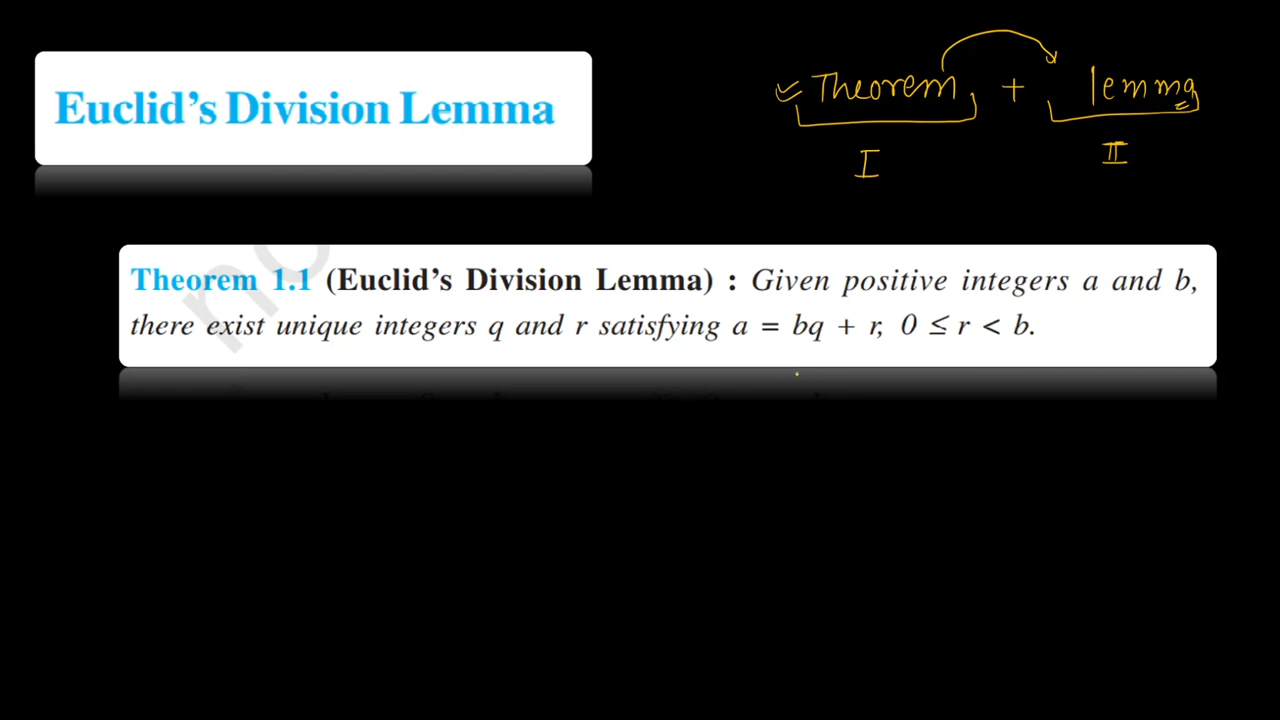 Euclid's Division Lemma
Theorem + lemma
I II
Theorem 1.1 (Euclid's Division Lemma) : Given positive integers a and b,
there exist unique integers q and r satisfying a = bq + r, 0 ≤ r < b.